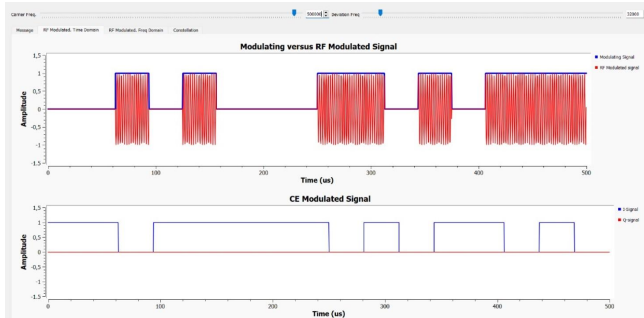 Carrier Freq. 500000 Deviation Freq 32000
Message RF Modulated. Time Domain RF Modulated. Freq Domain Constellation
Modulating versus RF Modulated Signal
Modulating Signal
RF Modulated signal
Amplitude
1,5
1
0,5
0
-0,5
-1
-1.5
0 100 200 300 400 500
Time (us)
CE Modulated Signal
I Signal
Q-signal
Amplitude
1,5
1
0,5
0
-0,5
-1
-1.5
0 100 200 300 400 500
Time (us)